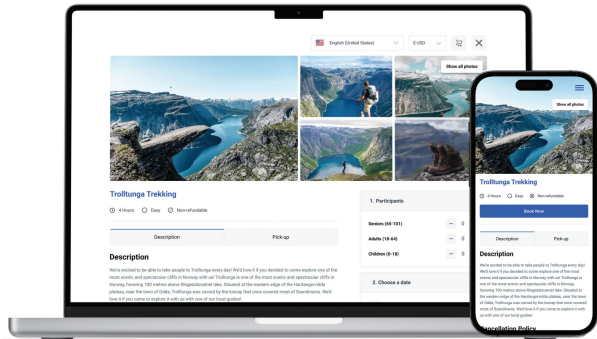 English (United States)
$ USD
Show all photos
Trolltunga Trekking
4 Hours
Easy
Non-refundable
Description
Pick-up
Description
We're excited to be able to take people to Trolltunga every day! We'd love it if you decided to come explore one of the
most scenic and spectacular cliffs in Norway with us! Trolltunga is one of the most scenic and spectacular cliffs in
Norway, hovering 700 metres above Ringedalsvatnet lake. Situated at the western edge of the Hardangervidda
plateau, near the town of Odda, Trolltunga was carved by the icecap that once covered most of Scandinavia. We'd
love it if you came to explore it with us with one of our local guides!
1. Participants
Seniors (65-101)
0
Adults (18-64)
0
Children (0-18)
0
2. Choose a date
Show all photos
Trolltunga Trekking
4 Hours
Easy
Non-refundable
Book Now
Description
Pick-up
Description
We're excited to be able to take people to Trolltunga
every day! We'd love it if you decided to come explore
one of the most scenic and spectacular cliffs in Norway
with us! Trolltunga is one of the most scenic and
spectacular cliffs in Norway, hovering 700 metres
above Ringedalsvatnet lake. Situated at
the western edge of the Hardangervidda plateau, near the town
of Odda, Trolltunga was carved by the icecap that once covered
most of Scandinavia. We'd love it if you came to explore it with
us with one of our local guides!
Cancellation Policy